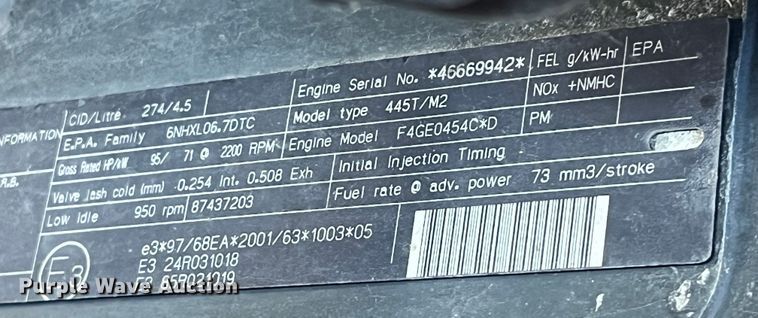 Engine Serial No. *46669942* FEL g/kW-hr EPA
CID/Litre 274/4.5 Model type 445T/M2 NOx +NMHC
INFORMATION E.P.A. Family 6NHXL06.7DTC Engine Model F4GE0454C*D PM
Gross Rated HP/kW 95/ 71 @ 2200 RPM Initial Injection Timing
R.B. Valve lash cold (mm) .0.254 Int. 0.508 Exh Fuel rate @ adv. power 73 mm3/stroke
Low Idle 950 rpm 87437203
e3*97/68EA*2001/63*1003*05
E3 24R031018
E3
Purple Wave Auction